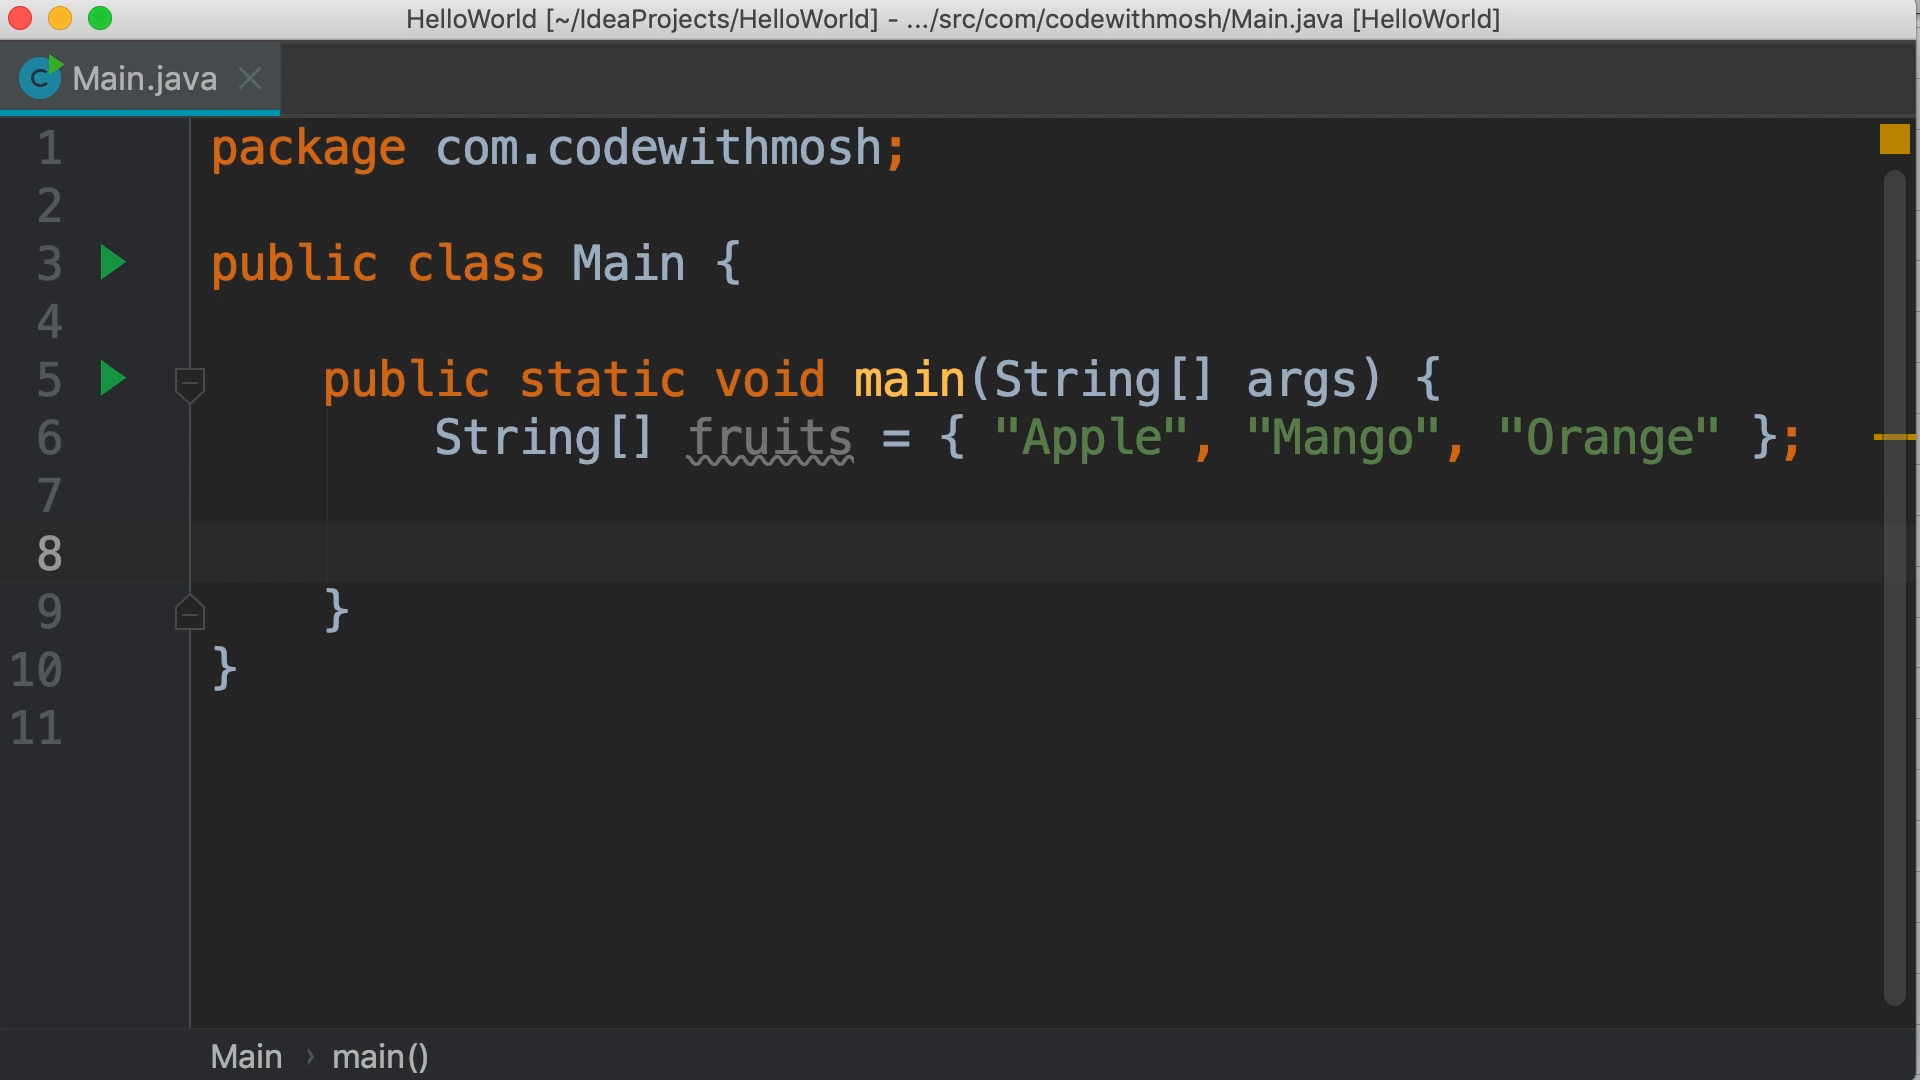 HelloWorld [~/IdeaProjects/HelloWorld] - .../src/com/codewithmosh/Main.java [HelloWorld]
C Main.java
1 package com.codewithmosh;
2
3 public class Main {
4
5 public static void main(String[] args) {
6 String[] fruits = { "Apple", "Mango", "Orange" };
7
8
9 }
10 }
11
Main › main()